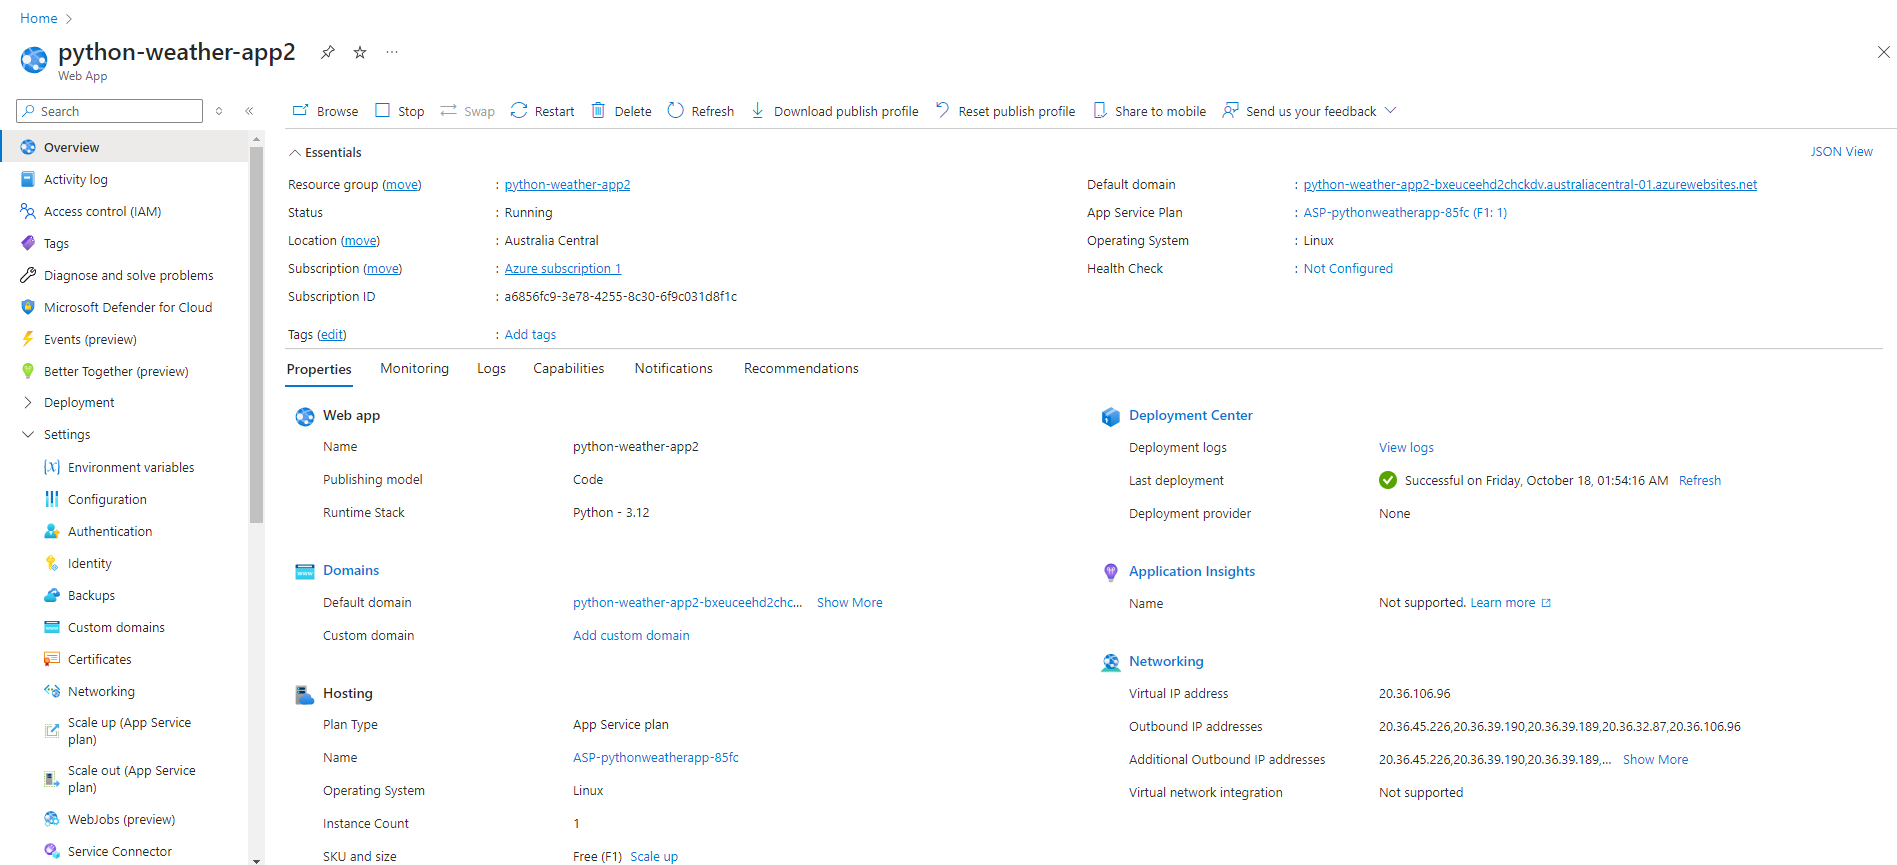 Home
python-weather-app2
Web App
Search
Browse Stop Swap Restart Delete Refresh Download publish profile Reset publish profile Share to mobile Send us your feedback
Overview
Activity log
Access control (IAM)
Tags
Diagnose and solve problems
Microsoft Defender for Cloud
Events (preview)
Better Together (preview)
Deployment
Settings
Environment variables
Configuration
Authentication
Identity
Backups
Custom domains
Certificates
Networking
Scale up (App Service
plan)
Scale out (App Service
plan)
WebJobs (preview)
Service Connector
Essentials
JSON View
Resource group (move) : python-weather-app2
Status : Running
Location (move) : Australia Central
Subscription (move) : Azure subscription 1
Subscription ID : a6856fc9-3e78-4255-8c30-6f9c031d8f1c
Tags (edit) : Add tags
Default domain : python-weather-app2-bxeuceehd2chckdv.australiacentral-01.azurewebsites.net
App Service Plan : ASP-pythonweatherapp-85fc (F1: 1)
Operating System : Linux
Health Check : Not Configured
Properties Monitoring Logs Capabilities Notifications Recommendations
Web app
Name python-weather-app2
Publishing model Code
Runtime Stack Python - 3.12
Domains
Default domain python-weather-app2-bxeuceehd2chc... Show More
Custom domain Add custom domain
Hosting
Plan Type App Service plan
Name ASP-pythonweatherapp-85fc
Operating System Linux
Instance Count 1
SKU and size Free (F1) Scale up
Deployment Center
Deployment logs View logs
Last deployment Successful on Friday, October 18, 01:54:16 AM Refresh
Deployment provider None
Application Insights
Name Not supported. Learn more
Networking
Virtual IP address 20.36.106.96
Outbound IP addresses 20.36.45.226,20.36.39.190,20.36.39.189,20.36.32.87,20.36.106.96
Additional Outbound IP addresses 20.36.45.226,20.36.39.190,20.36.39.189,... Show More
Virtual network integration Not supported